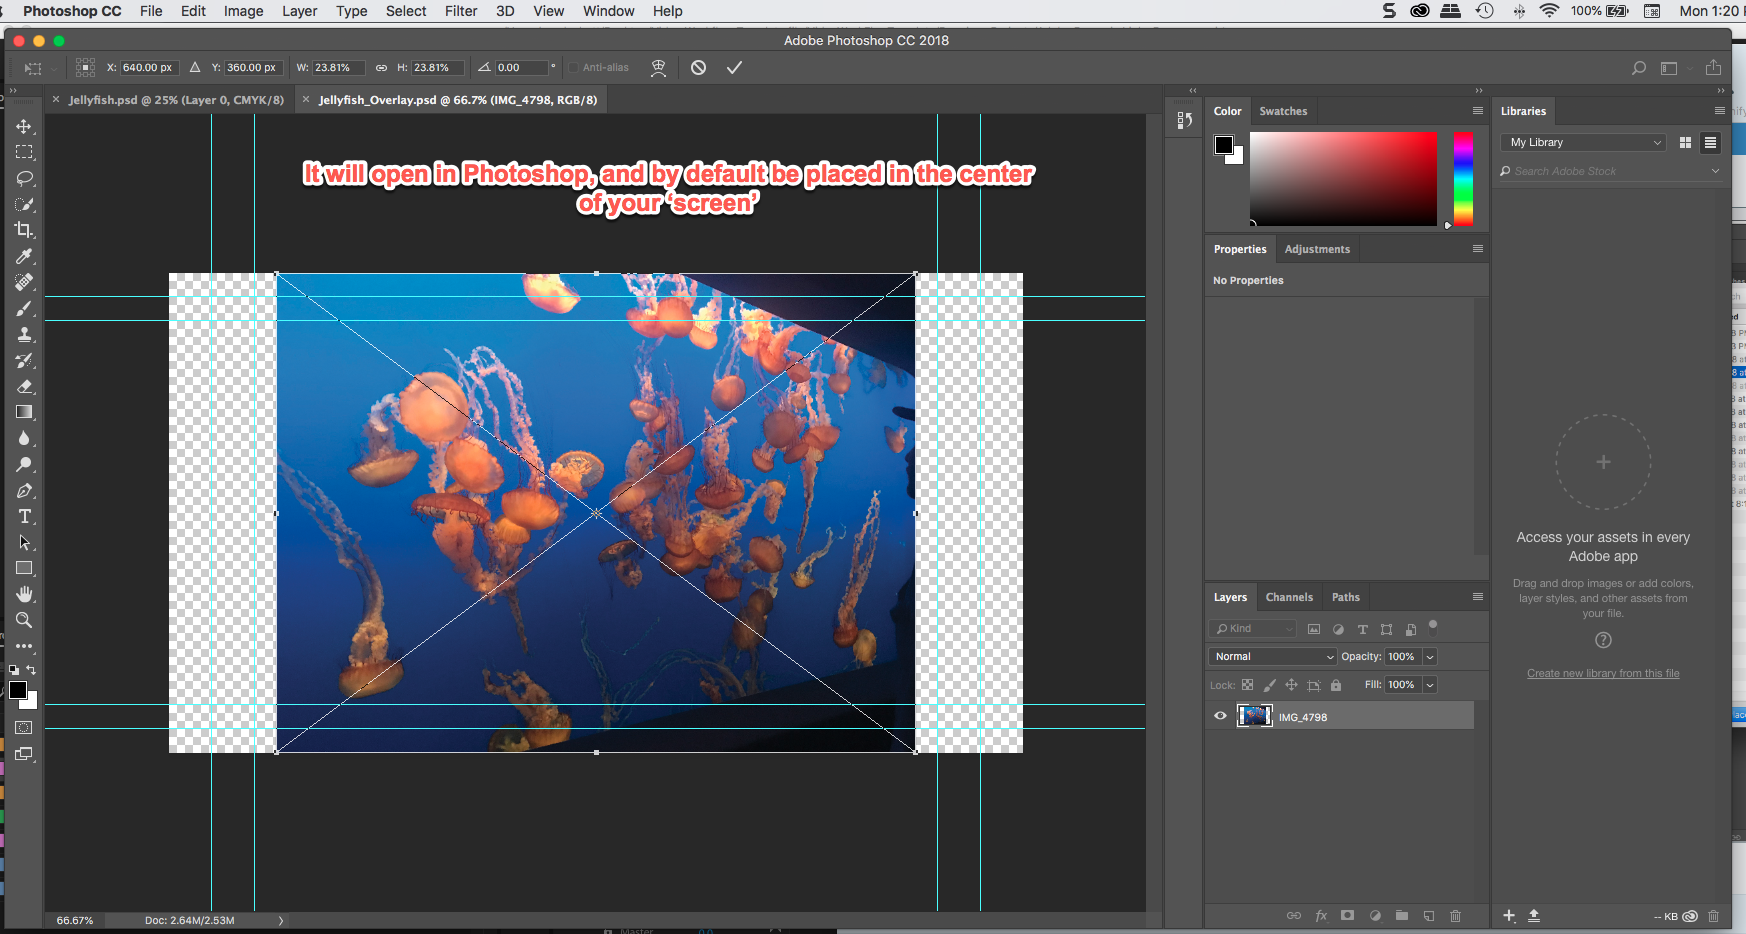 Photoshop CC File Edit Image Layer Type Select Filter 3D View Window Help 100% Mon 1:20
Adobe Photoshop CC 2018
X: 640.00 px Y: 360.00 px W: 23.81% H: 23.81% 0.00 ° Anti-alias
Jellyfish.psd @ 25% (Layer 0, CMYK/8) Jellyfish_Overlay.psd @ 66.7% (IMG_4798, RGB/8)
It will open in Photoshop, and by default be placed in the center
of your ‘screen’
Color Swatches
Properties Adjustments
No Properties
Layers Channels Paths
Kind
Normal Opacity: 100%
Lock: Fill: 100%
IMG_4798
fx
Libraries
My Library
Search Adobe Stock
Access your assets in every
Adobe app
Drag and drop images or add colors,
layer styles, and other assets from
your file.
Create new library from this file
-- KB
66.67% Doc: 2.64M/2.53M
Master 0.0